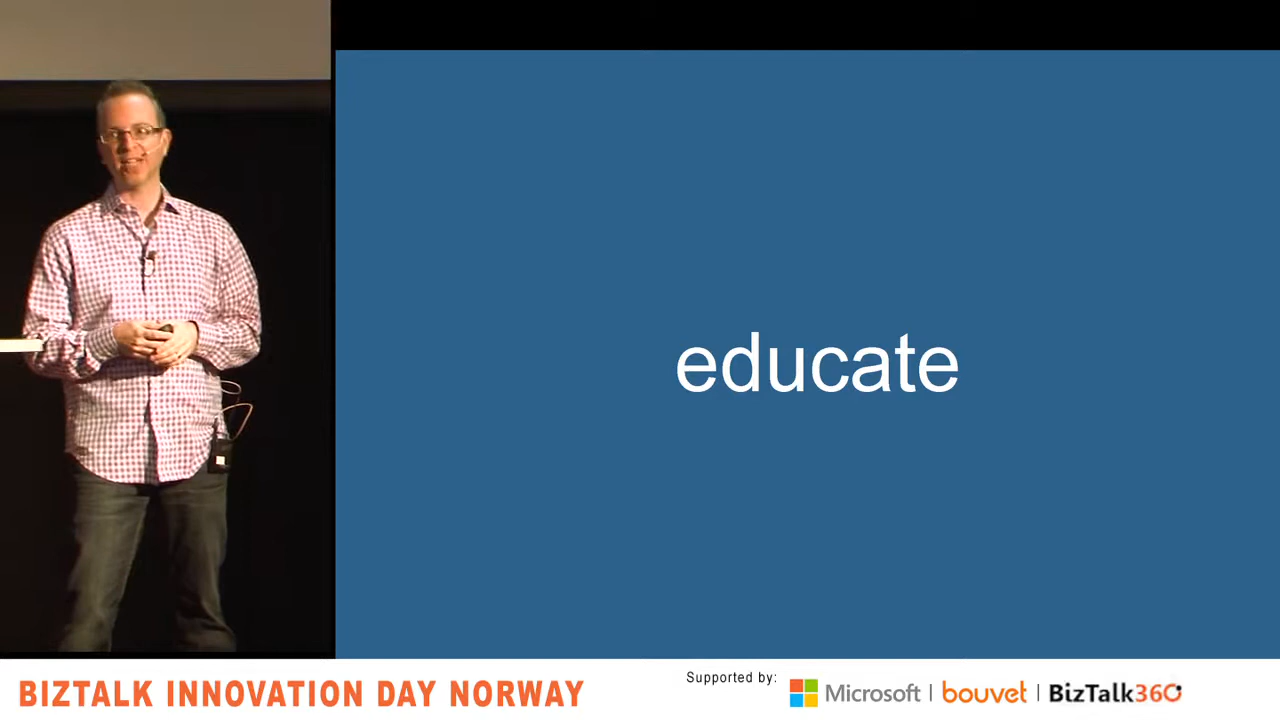 educate
BIZTALK INNOVATION DAY NORWAY
Supported by:
Microsoft | bouvet | BizTalk360